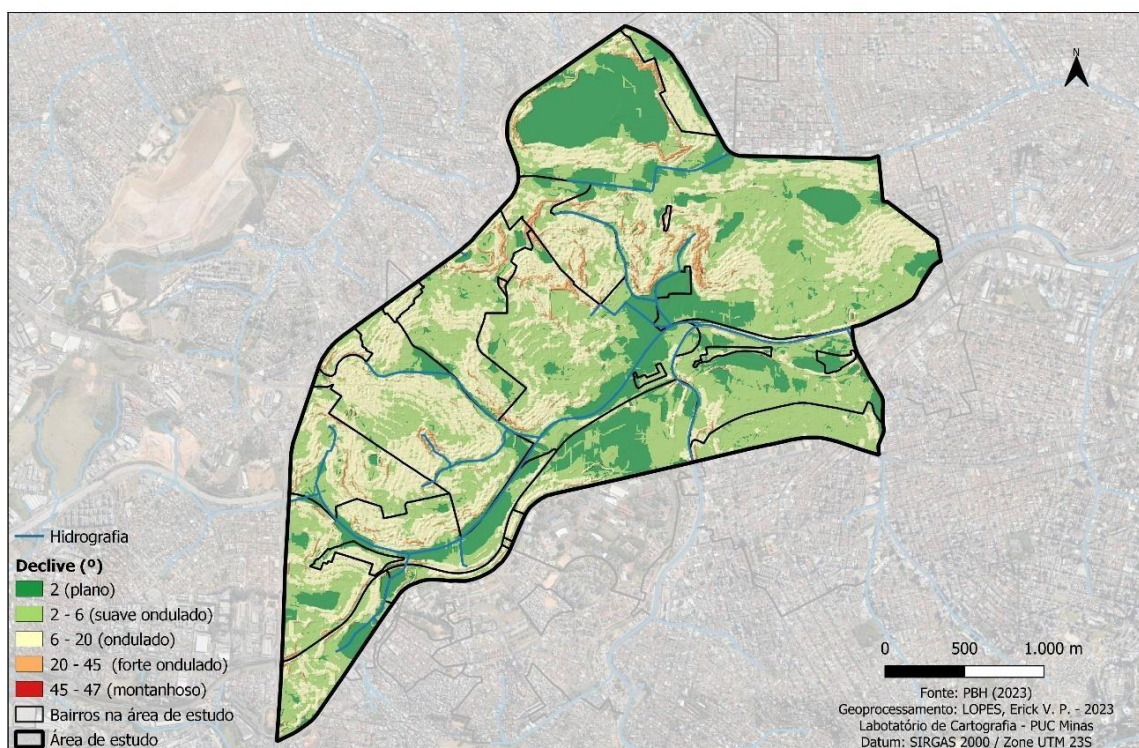 N
Hidrografia
Declive (º)
2 (plano)
2 - 6 (suave ondulado)
6 - 20 (ondulado)
20 - 45 (forte ondulado)
45 - 47 (montanhoso)
Bairros na área de estudo
Área de estudo
0 500 1.000 m
Fonte: PBH (2023)
Geoprocessamento: LOPES, Erick V. P. - 2023
Labotatório de Cartografia - PUC Minas
Datum: SIRGAS 2000 / Zone UTM 23S